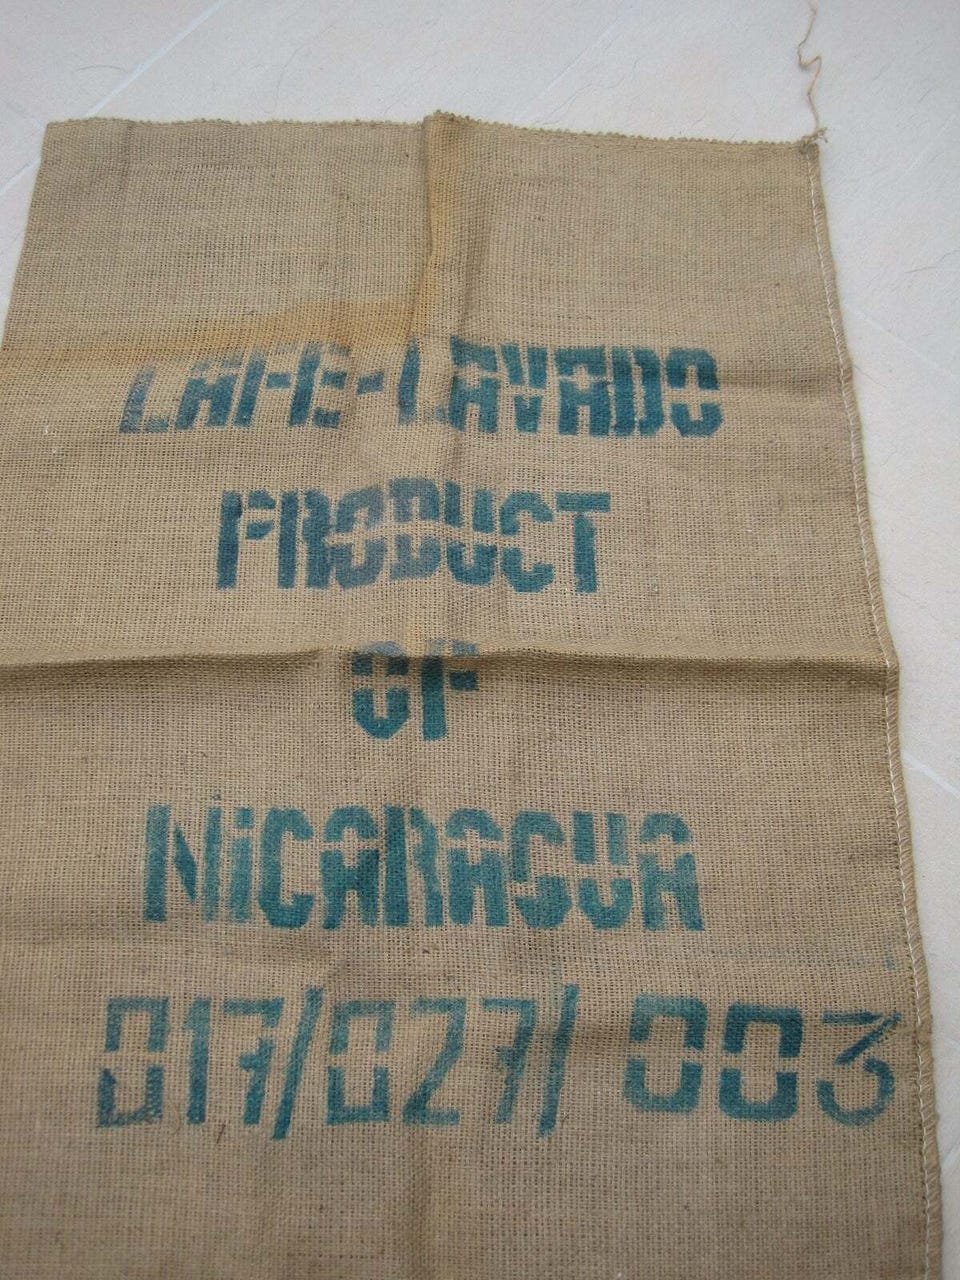 CAFE-LAVADO
PRODUCT
OF
NiCARAGUA
017/027/003